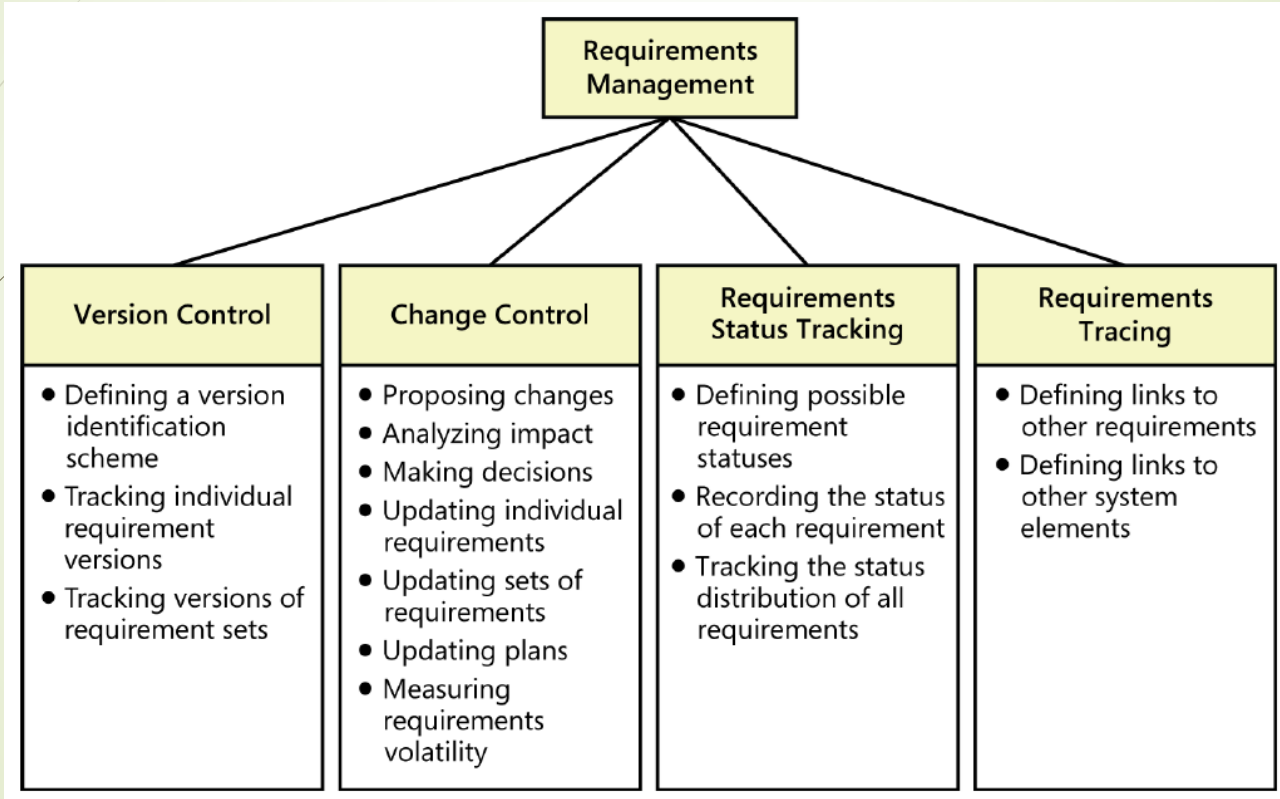 Requirements
Management
Version Control
● Defining a version
identification
scheme
● Tracking individual
requirement
versions
● Tracking versions of
requirement sets
Change Control
● Proposing changes
● Analyzing impact
● Making decisions
● Updating individual
requirements
● Updating sets of
requirements
● Updating plans
● Measuring
requirements
volatility
Requirements
Status Tracking
● Defining possible
requirement
statuses
● Recording the status
of each requirement
● Tracking the status
distribution of all
requirements
Requirements
Tracing
● Defining links to
other requirements
● Defining links to
other system
elements